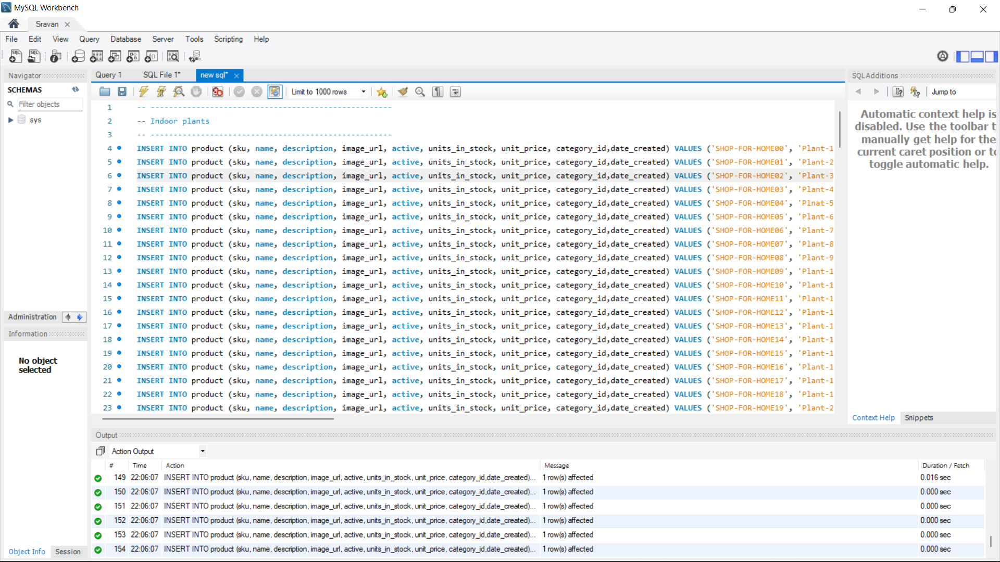 MySQL Workbench
Sravan
File Edit View Query Database Server Tools Scripting Help
Navigator
SCHEMAS
Filter objects
sys
Administration
Information
No object
selected
Object Info Session
Query 1 SQL File 1* new sql*
Limit to 1000 rows
1 -- -----------------------------------------------------
2 -- Indoor plants
3 -- -----------------------------------------------------
4 INSERT INTO product (sku, name, description, image_url, active, units_in_stock, unit_price, category_id,date_created) VALUES ('SHOP-FOR-HOME00', 'Plant-1
5 INSERT INTO product (sku, name, description, image_url, active, units_in_stock, unit_price, category_id,date_created) VALUES ('SHOP-FOR-HOME01', 'Plant-2
6 INSERT INTO product (sku, name, description, image_url, active, units_in_stock, unit_price, category_id,date_created) VALUES ('SHOP-FOR-HOME02', 'Plant-3
7 INSERT INTO product (sku, name, description, image_url, active, units_in_stock, unit_price, category_id,date_created) VALUES ('SHOP-FOR-HOME03', 'Plant-4
8 INSERT INTO product (sku, name, description, image_url, active, units_in_stock, unit_price, category_id,date_created) VALUES ('SHOP-FOR-HOME04', 'Plnat-5
9 INSERT INTO product (sku, name, description, image_url, active, units_in_stock, unit_price, category_id,date_created) VALUES ('SHOP-FOR-HOME05', 'Plant-6
10 INSERT INTO product (sku, name, description, image_url, active, units_in_stock, unit_price, category_id,date_created) VALUES ('SHOP-FOR-HOME06', 'Plant-7
11 INSERT INTO product (sku, name, description, image_url, active, units_in_stock, unit_price, category_id,date_created) VALUES ('SHOP-FOR-HOME07', 'Plant-8
12 INSERT INTO product (sku, name, description, image_url, active, units_in_stock, unit_price, category_id,date_created) VALUES ('SHOP-FOR-HOME08', 'Plant-9
13 INSERT INTO product (sku, name, description, image_url, active, units_in_stock, unit_price, category_id,date_created) VALUES ('SHOP-FOR-HOME09', 'Plant-1
14 INSERT INTO product (sku, name, description, image_url, active, units_in_stock, unit_price, category_id,date_created) VALUES ('SHOP-FOR-HOME10', 'Plant-1
15 INSERT INTO product (sku, name, description, image_url, active, units_in_stock, unit_price, category_id,date_created) VALUES ('SHOP-FOR-HOME11', 'Plant-1
16 INSERT INTO product (sku, name, description, image_url, active, units_in_stock, unit_price, category_id,date_created) VALUES ('SHOP-FOR-HOME12', 'Plant-1
17 INSERT INTO product (sku, name, description, image_url, active, units_in_stock, unit_price, category_id,date_created) VALUES ('SHOP-FOR-HOME13', 'Plant-1
18 INSERT INTO product (sku, name, description, image_url, active, units_in_stock, unit_price, category_id,date_created) VALUES ('SHOP-FOR-HOME14', 'Plant-1
19 INSERT INTO product (sku, name, description, image_url, active, units_in_stock, unit_price, category_id,date_created) VALUES ('SHOP-FOR-HOME15', 'Plant-1
20 INSERT INTO product (sku, name, description, image_url, active, units_in_stock, unit_price, category_id,date_created) VALUES ('SHOP-FOR-HOME16', 'Plant-1
21 INSERT INTO product (sku, name, description, image_url, active, units_in_stock, unit_price, category_id,date_created) VALUES ('SHOP-FOR-HOME17', 'Plant-1
22 INSERT INTO product (sku, name, description, image_url, active, units_in_stock, unit_price, category_id,date_created) VALUES ('SHOP-FOR-HOME18', 'Plant-1
23 INSERT INTO product (sku, name, description, image_url, active, units_in_stock, unit_price, category_id,date_created) VALUES ('SHOP-FOR-HOME19', 'Plant-2
SQLAdditions
Jump to
Automatic context help is
disabled. Use the toolbar t
manually get help for the
current caret position or to
toggle automatic help.
Context Help Snippets
Output
Action Output
# Time Action Message Duration / Fetch
149 22:06:07 INSERT INTO product (sku, name, description, image_url, active, units_in_stock, unit_price, category_id,date_created)... 1 row(s) affected 0.016 sec
150 22:06:07 INSERT INTO product (sku, name, description, image_url, active, units_in_stock, unit_price, category_id,date_created)... 1 row(s) affected 0.000 sec
151 22:06:07 INSERT INTO product (sku, name, description, image_url, active, units_in_stock, unit_price, category_id,date_created)... 1 row(s) affected 0.000 sec
152 22:06:07 INSERT INTO product (sku, name, description, image_url, active, units_in_stock, unit_price, category_id,date_created)... 1 row(s) affected 0.000 sec
153 22:06:07 INSERT INTO product (sku, name, description, image_url, active, units_in_stock, unit_price, category_id,date_created)... 1 row(s) affected 0.000 sec
154 22:06:07 INSERT INTO product (sku, name, description, image_url, active, units_in_stock, unit_price, category_id,date_created)... 1 row(s) affected 0.000 sec